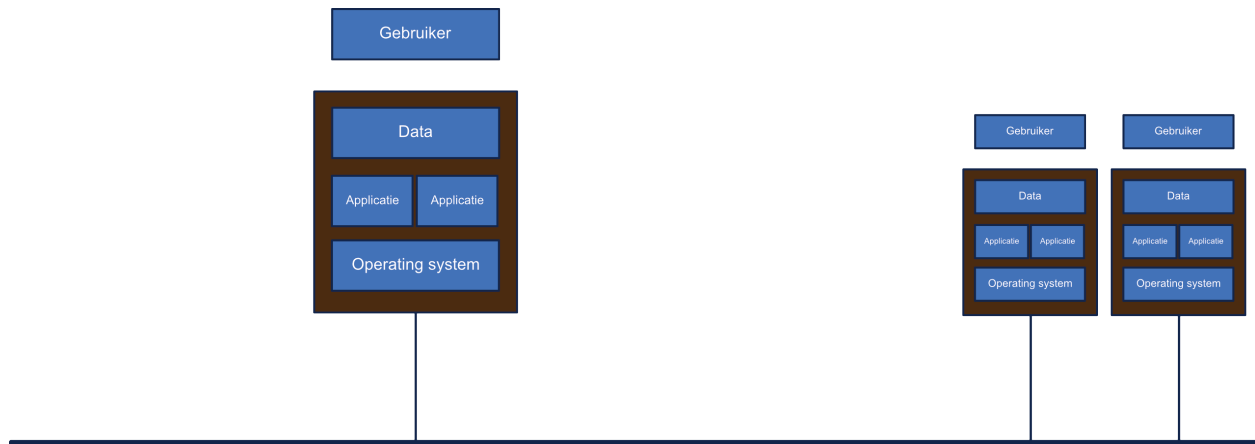 Gebruiker
Data
Applicatie Applicatie
Operating system
Gebruiker
Data
Applicatie Applicatie
Operating system
Gebruiker
Data
Applicatie Applicatie
Operating system